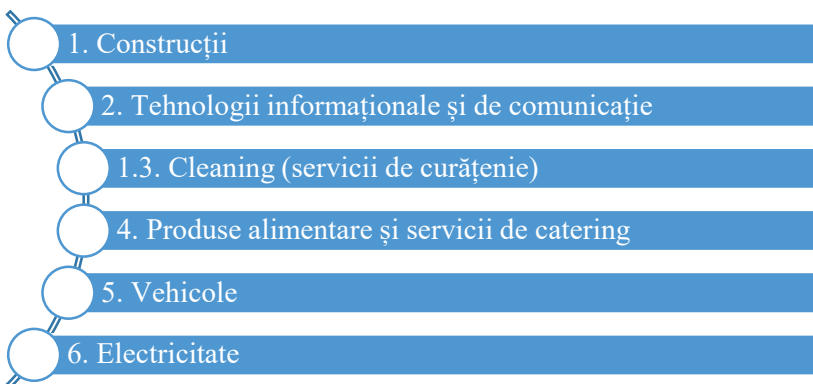 1. Construcții
2. Tehnologii informaționale și de comunicație
1.3. Cleaning (servicii de curățenie)
4. Produse alimentare și servicii de catering
5. Vehicole
6. Electricitate